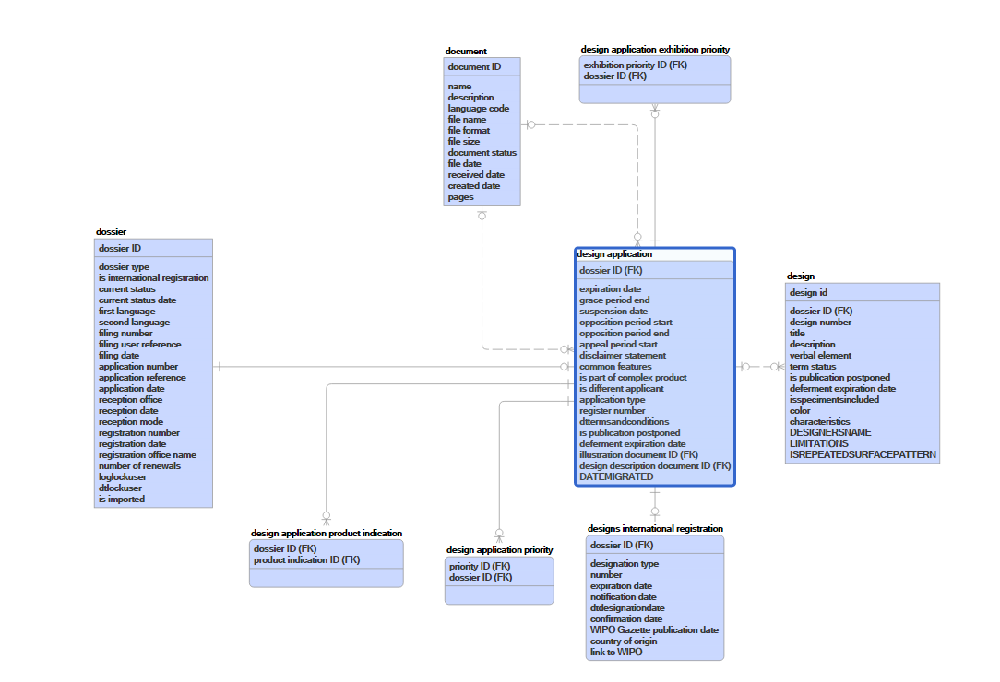 document
document ID
name
description
language code
file name
file format
file size
document status
file date
received date
created date
pages
design application exhibition priority
exhibition priority ID (FK)
dossier ID (FK)
dossier
dossier ID
dossier type
is international registration
current status
current status date
first language
second language
filing number
filing user reference
filing date
application number
application reference
application date
reception office
reception date
reception mode
registration number
registration date
registration office name
number of renewals
loglockuser
dtlockuser
is imported
design application
dossier ID (FK)
expiration date
grace period end
suspension date
opposition period start
opposition period end
appeal period start
disclaimer statement
common features
is part of complex product
is different applicant
application type
register number
dttermsandconditions
is publication postponed
deferment expiration date
illustration document ID (FK)
design description document ID (FK)
DATEMIGRATED
design
design id
dossier ID (FK)
design number
title
description
verbal element
term status
is publication postponed
deferment expiration date
isspecimentsincluded
color
characteristics
DESIGNERSNAME
LIMITATIONS
ISREPEATEDSURFACEPATTERN
design application product indication
dossier ID (FK)
product indication ID (FK)
design application priority
priority ID (FK)
dossier ID (FK)
designs international registration
dossier ID (FK)
designation type
number
expiration date
notification date
dtdesignationdate
confirmation date
WIPO Gazette publication date
country of origin
link to WIPO